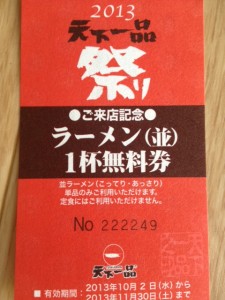 2013
天下一品
祭り
●ご来店記念●
ラーメン(並)
1杯無料券
並ラーメン(こってり・あっさり)
単品のみご利用いただけます。
定食にはご利用いただけません。
No 222249
天下一品
■有効期間：2013年10月2日(水)から
2013年11月30日(土)まで